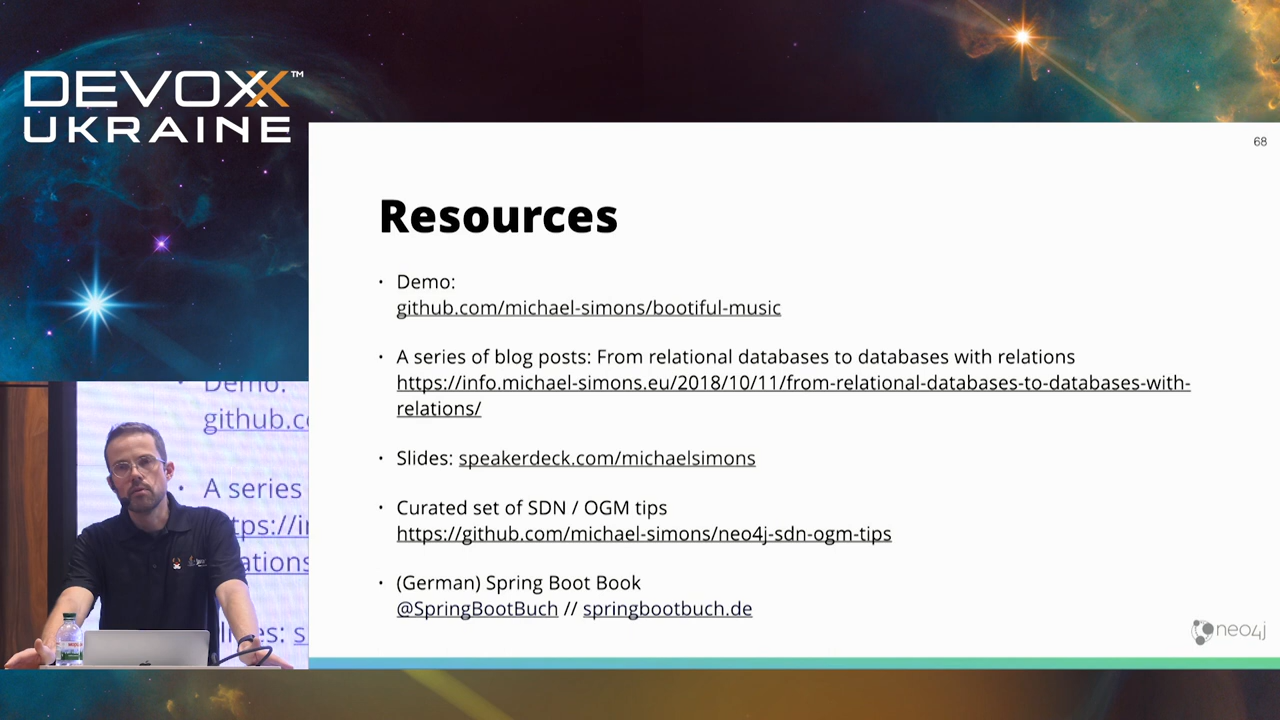 DEVOXX™
UKRAINE
68
Resources
• Demo:
github.com/michael-simons/bootiful-music
• A series of blog posts: From relational databases to databases with relations
https://info.michael-simons.eu/2018/10/11/from-relational-databases-to-databases-with-
relations/
• Slides: speakerdeck.com/michaelsimons
• Curated set of SDN / OGM tips
https://github.com/michael-simons/neo4j-sdn-ogm-tips
• (German) Spring Boot Book
@SpringBootBuch // springbootbuch.de
neo4j
• Demo:
github.c
• A series
ttps://i
ations
lides: s